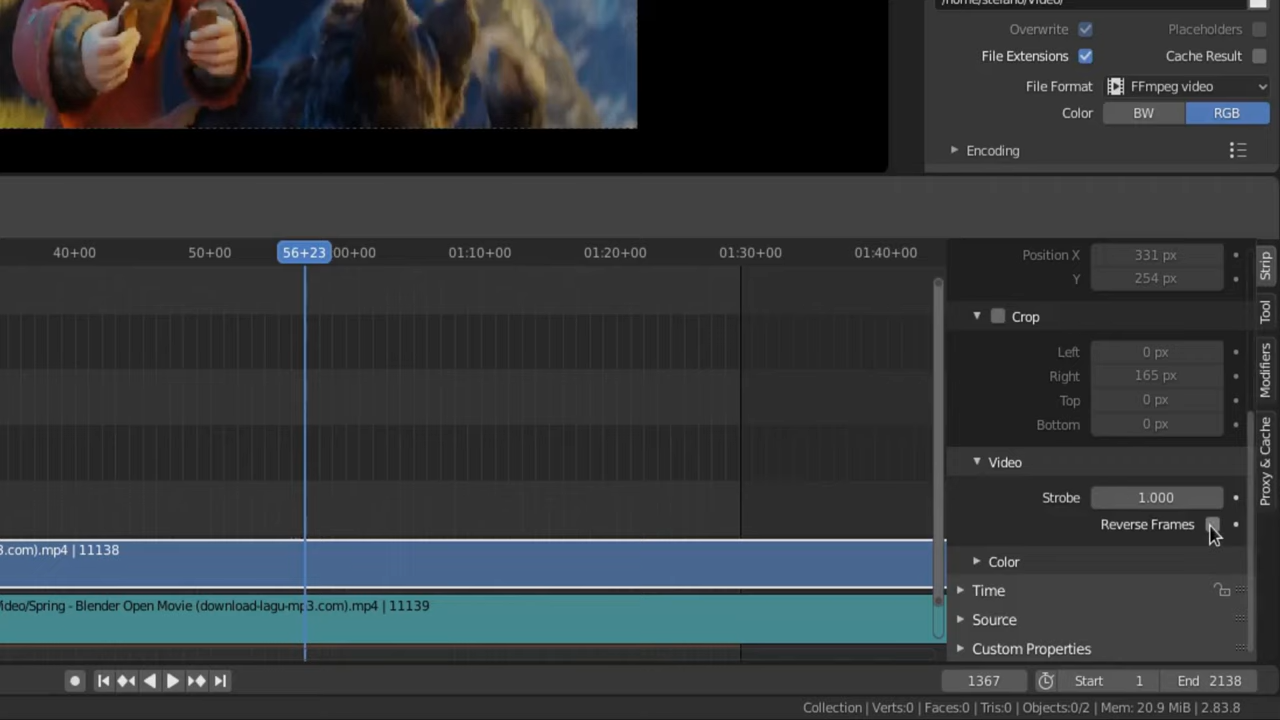 /home/stefano/Video/
Overwrite
Placeholders
File Extensions
Cache Result
File Format
FFmpeg video
Color
BW
RGB
Encoding
40+00
50+00
56+23
00+00
01:10+00
01:20+00
01:30+00
01:40+00
Position X
331 px
Y
254 px
Crop
Left
0 px
Right
165 px
Top
0 px
Bottom
0 px
Video
Strobe
1.000
Reverse Frames
Color
Time
Source
Custom Properties
Strip
Tool
Modifiers
Proxy & Cache
3.com).mp4 | 11138
/ideo/Spring - Blender Open Movie (download-lagu-mp3.com).mp4 | 11139
1367
Start
1
End
2138
Collection | Verts:0 | Faces:0 | Tris:0 | Objects:0/2 | Mem: 20.9 MiB | 2.83.8